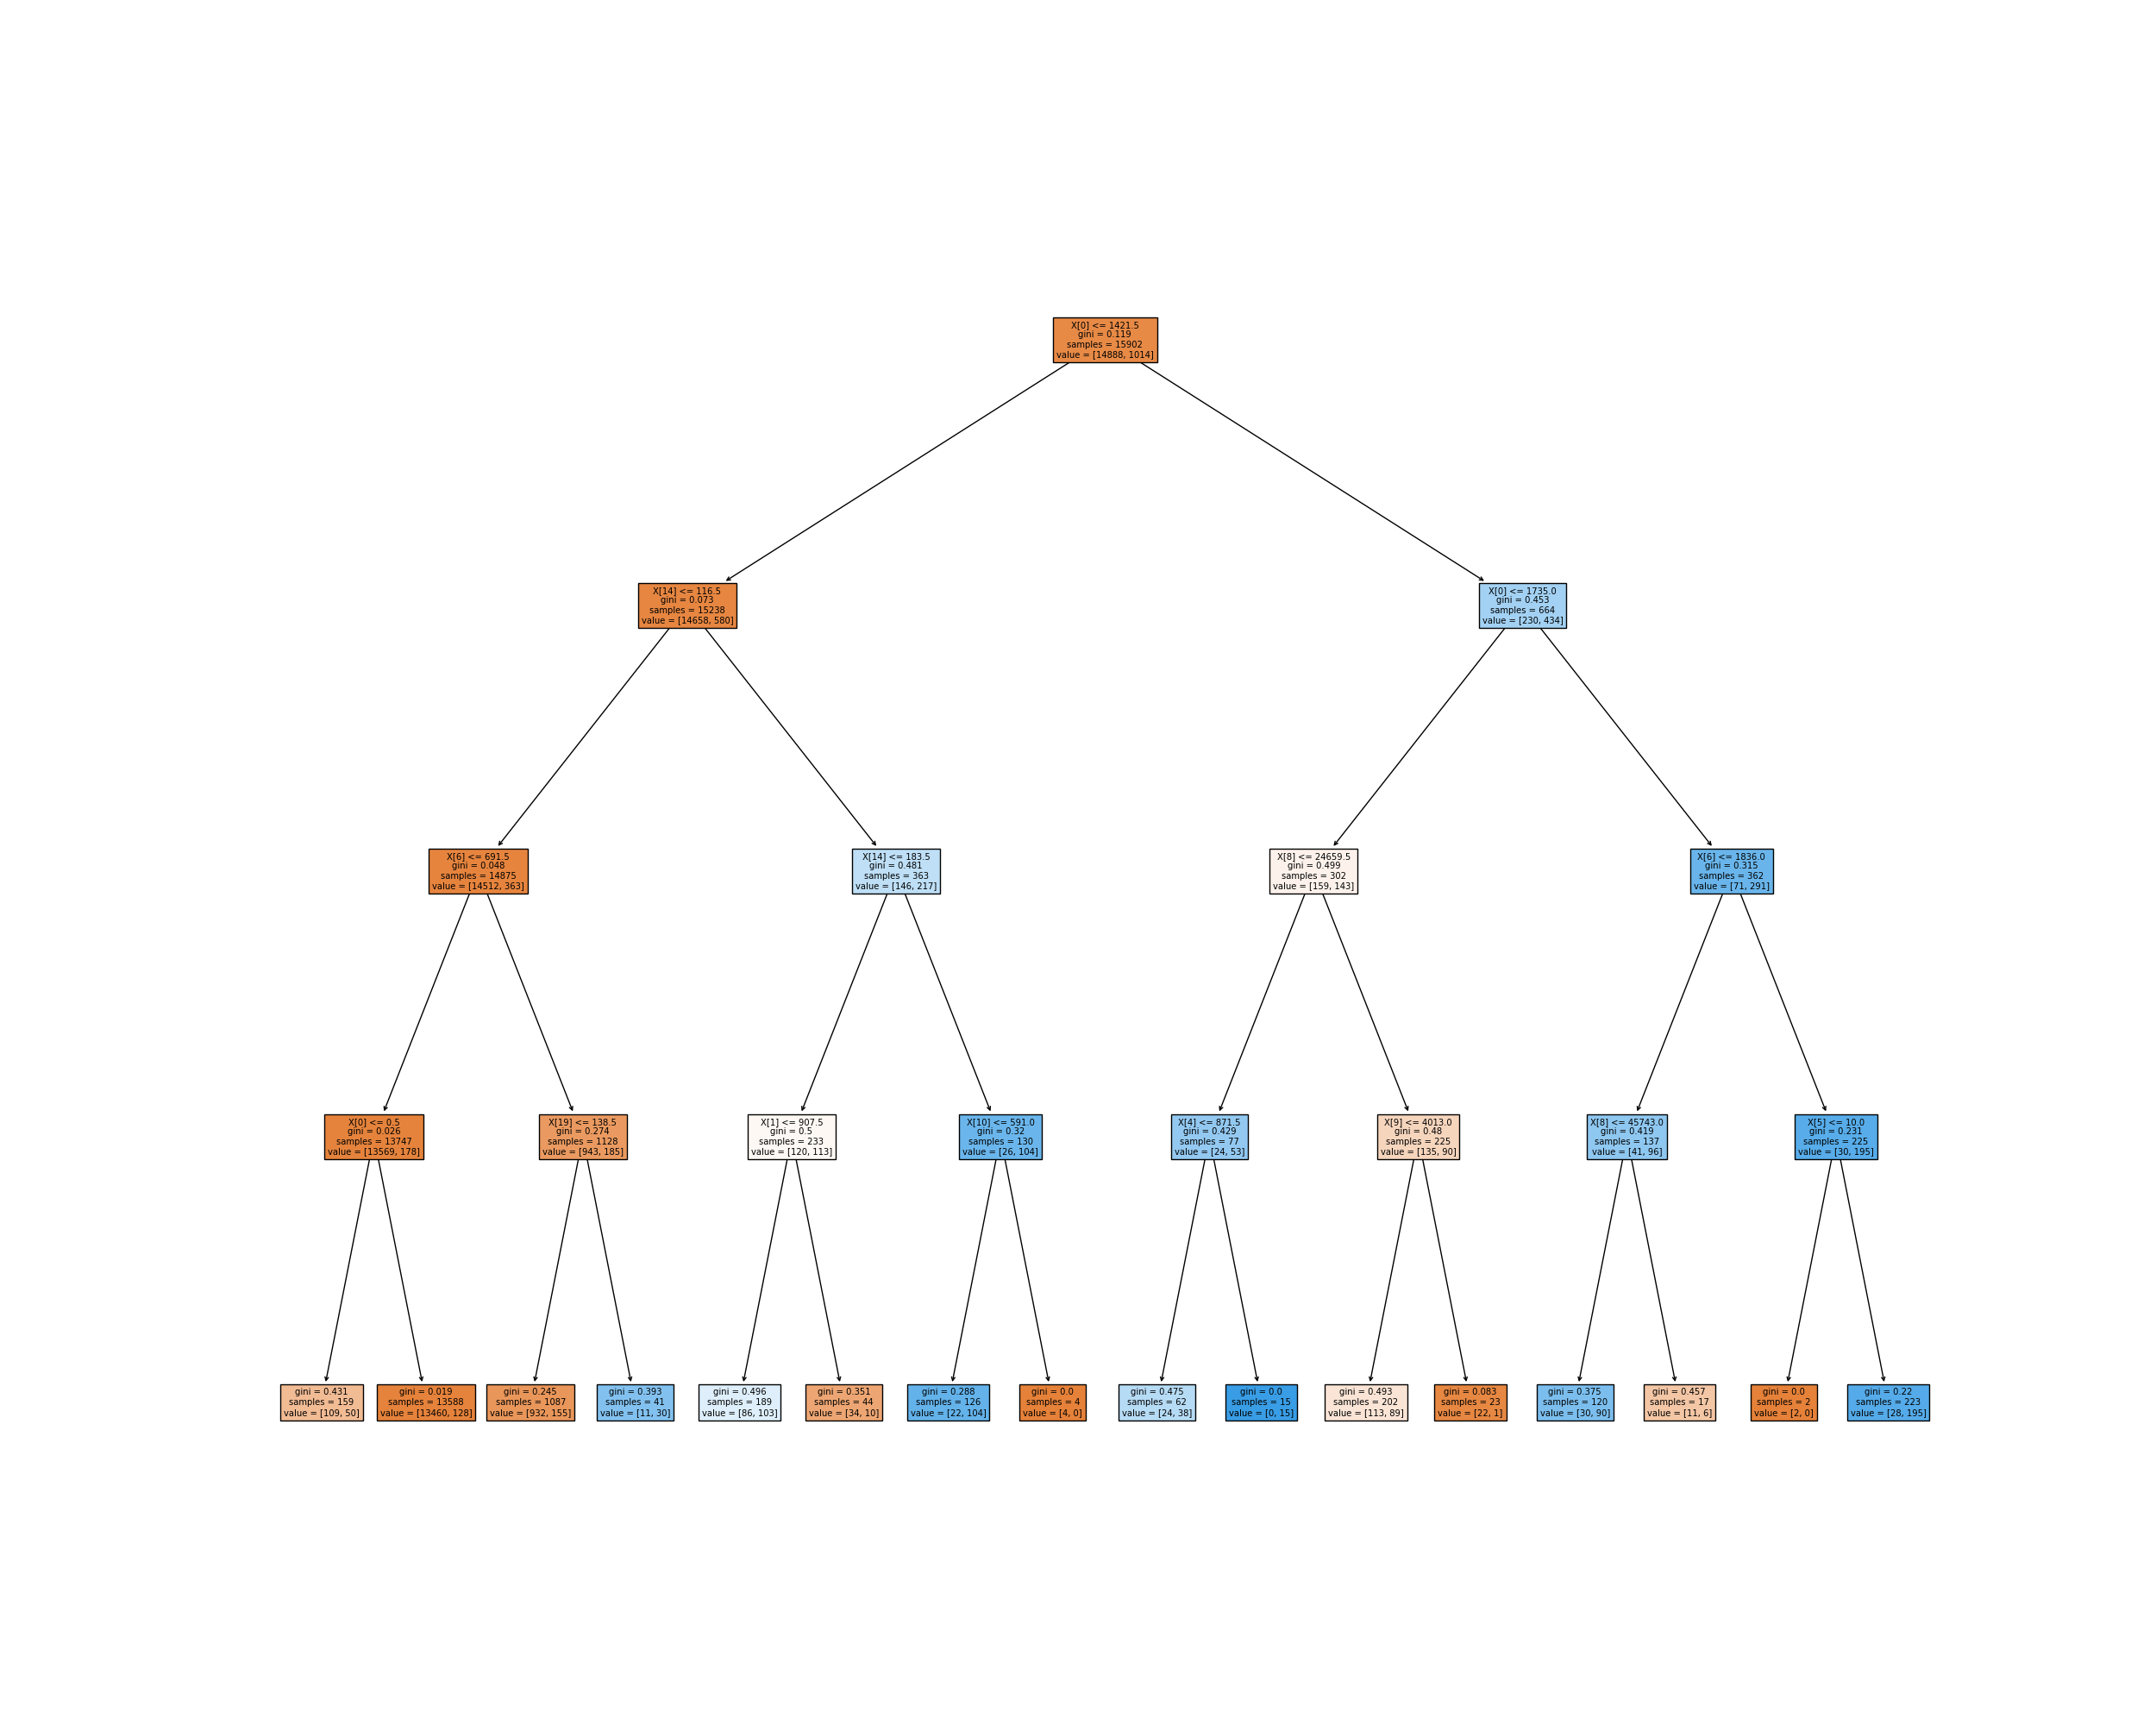 X[0] <= 1421.5
gini = 0.119
samples = 15902
value = [14888, 1014]
X[14] <= 116.5
gini = 0.073
samples = 15238
value = [14658, 580]
X[0] <= 1735.0
gini = 0.453
samples = 664
value = [230, 434]
X[6] <= 691.5
gini = 0.048
samples = 14875
value = [14512, 363]
X[14] <= 183.5
gini = 0.481
samples = 363
value = [146, 217]
X[8] <= 24659.5
gini = 0.499
samples = 302
value = [159, 143]
X[6] <= 1836.0
gini = 0.315
samples = 362
value = [71, 291]
X[0] <= 0.5
gini = 0.026
samples = 13747
value = [13569, 178]
X[19] <= 138.5
gini = 0.274
samples = 1128
value = [943, 185]
X[1] <= 907.5
gini = 0.5
samples = 233
value = [120, 113]
X[10] <= 591.0
gini = 0.32
samples = 130
value = [26, 104]
X[4] <= 871.5
gini = 0.429
samples = 77
value = [24, 53]
X[9] <= 4013.0
gini = 0.48
samples = 225
value = [135, 90]
X[8] <= 45743.0
gini = 0.419
samples = 137
value = [41, 96]
X[5] <= 10.0
gini = 0.231
samples = 225
value = [30, 195]
gini = 0.431
samples = 159
value = [109, 50]
gini = 0.019
samples = 13588
value = [13460, 128]
gini = 0.245
samples = 1087
value = [932, 155]
gini = 0.393
samples = 41
value = [11, 30]
gini = 0.496
samples = 189
value = [86, 103]
gini = 0.351
samples = 44
value = [34, 10]
gini = 0.288
samples = 126
value = [22, 104]
gini = 0.0
samples = 4
value = [4, 0]
gini = 0.475
samples = 62
value = [24, 38]
gini = 0.0
samples = 15
value = [0, 15]
gini = 0.493
samples = 202
value = [113, 89]
gini = 0.083
samples = 23
value = [22, 1]
gini = 0.375
samples = 120
value = [30, 90]
gini = 0.457
samples = 17
value = [11, 6]
gini = 0.0
samples = 2
value = [2, 0]
gini = 0.22
samples = 223
value = [28, 195]